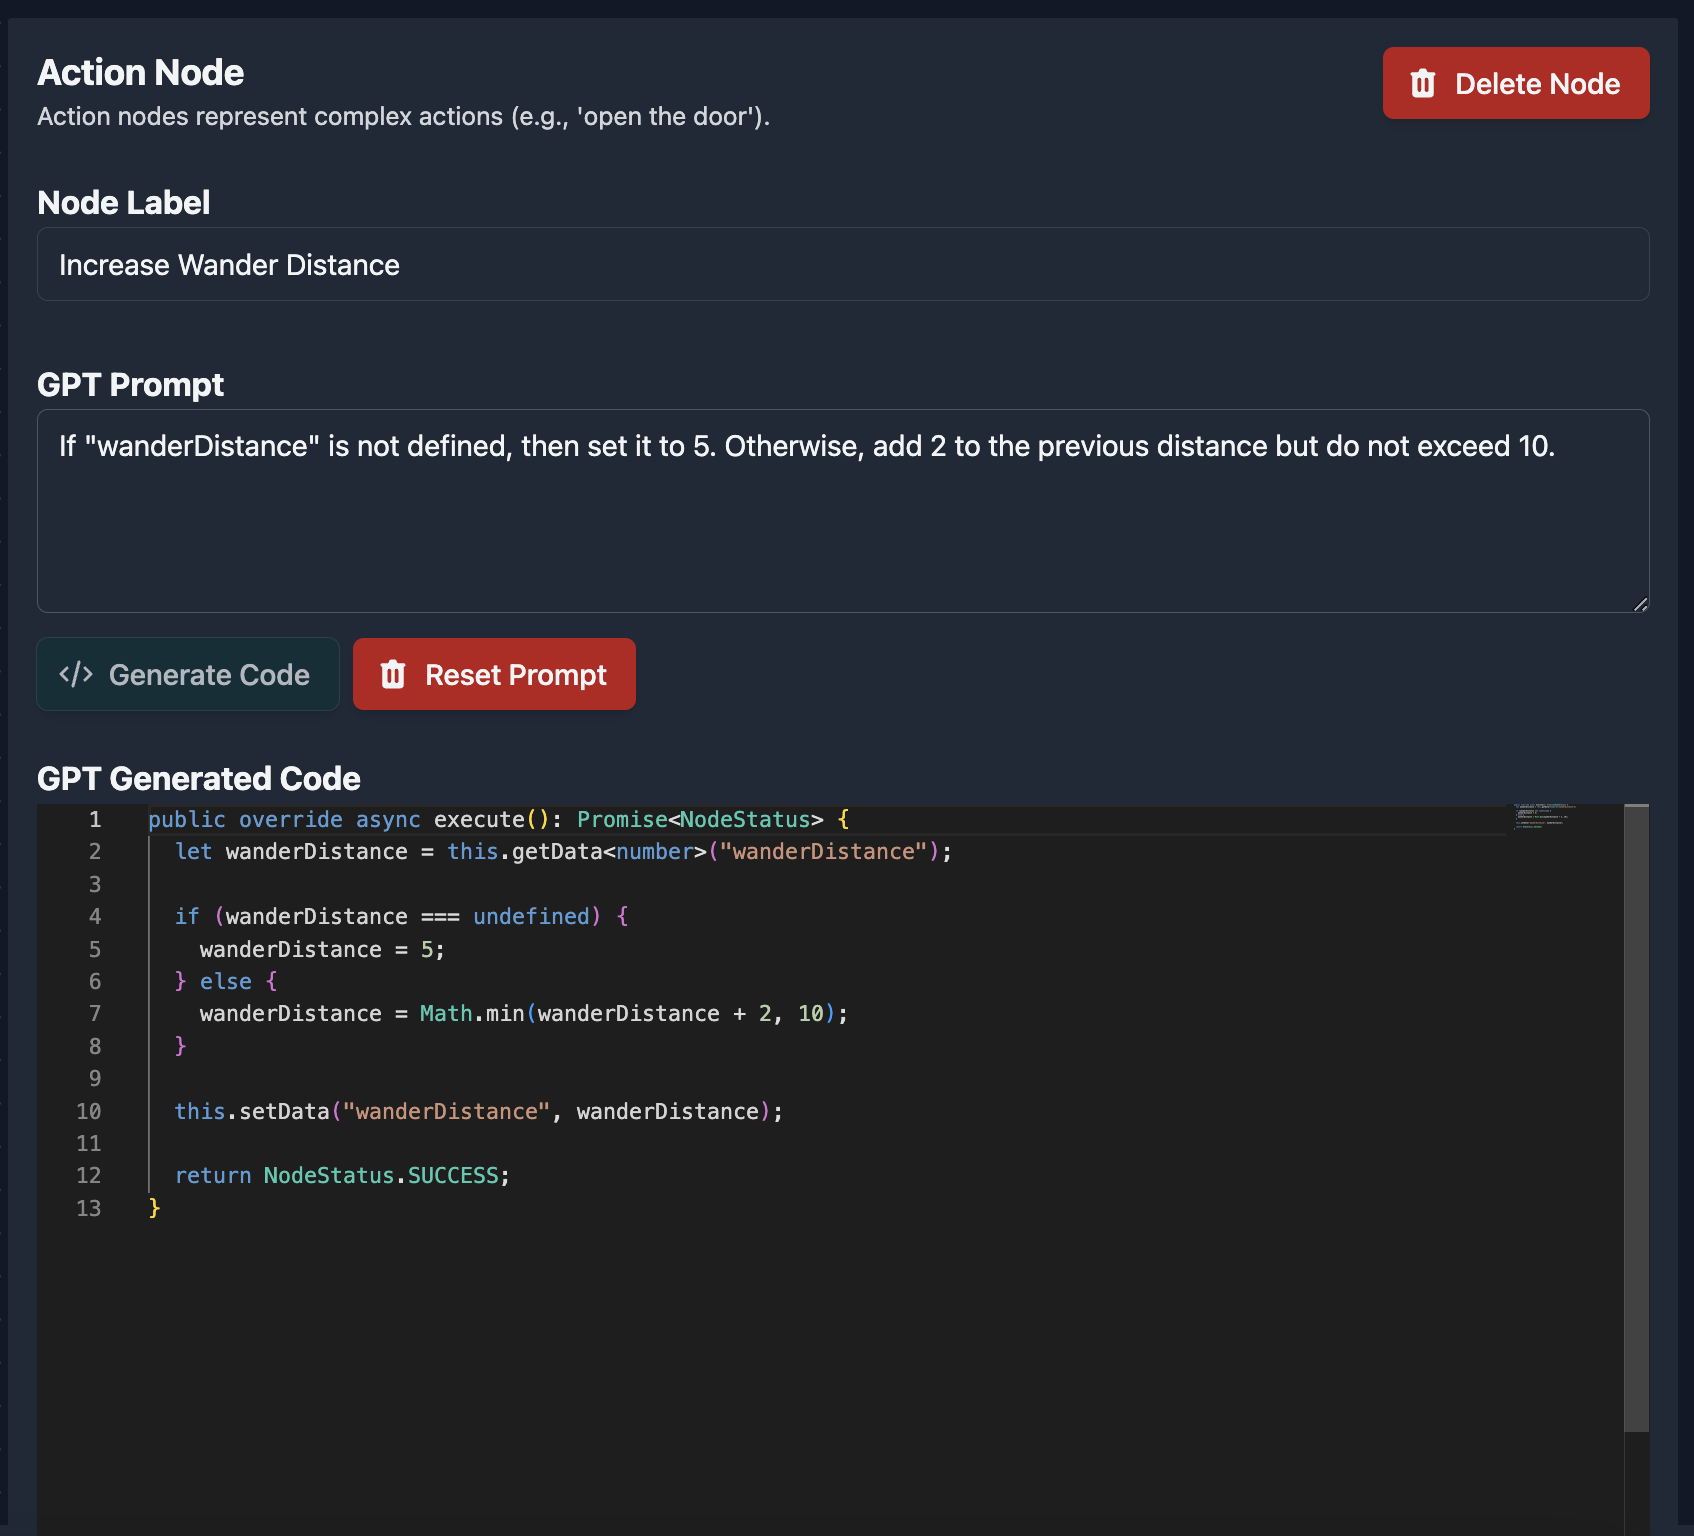 Action Node
Delete Node
Action nodes represent complex actions (e.g., 'open the door').
Node Label
Increase Wander Distance
GPT Prompt
If "wanderDistance" is not defined, then set it to 5. Otherwise, add 2 to the previous distance but do not exceed 10.
</> Generate Code
Reset Prompt
GPT Generated Code
1 public override async execute(): Promise<NodeStatus> {
2 let wanderDistance = this.getData<number>("wanderDistance");
3
4 if (wanderDistance === undefined) {
5 wanderDistance = 5;
6 } else {
7 wanderDistance = Math.min(wanderDistance + 2, 10);
8 }
9
10 this.setData("wanderDistance", wanderDistance);
11
12 return NodeStatus.SUCCESS;
13 }